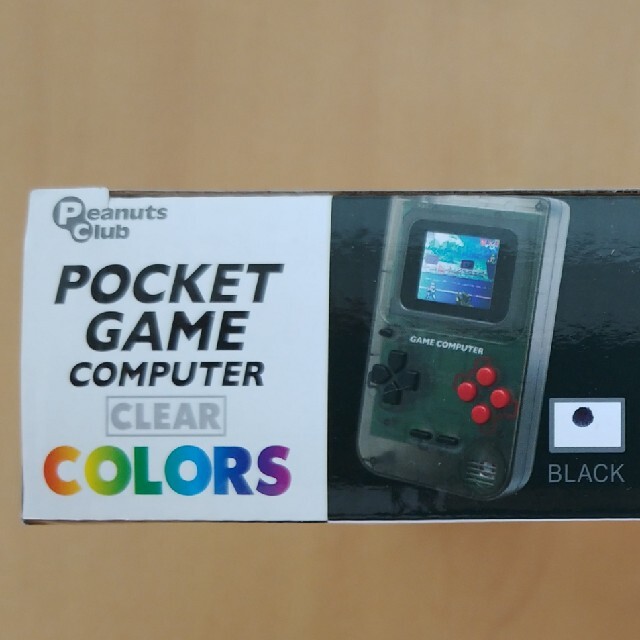 Peanuts
Club
POCKET
GAME
COMPUTER
CLEAR
COLORS
GAME COMPUTER
BLACK